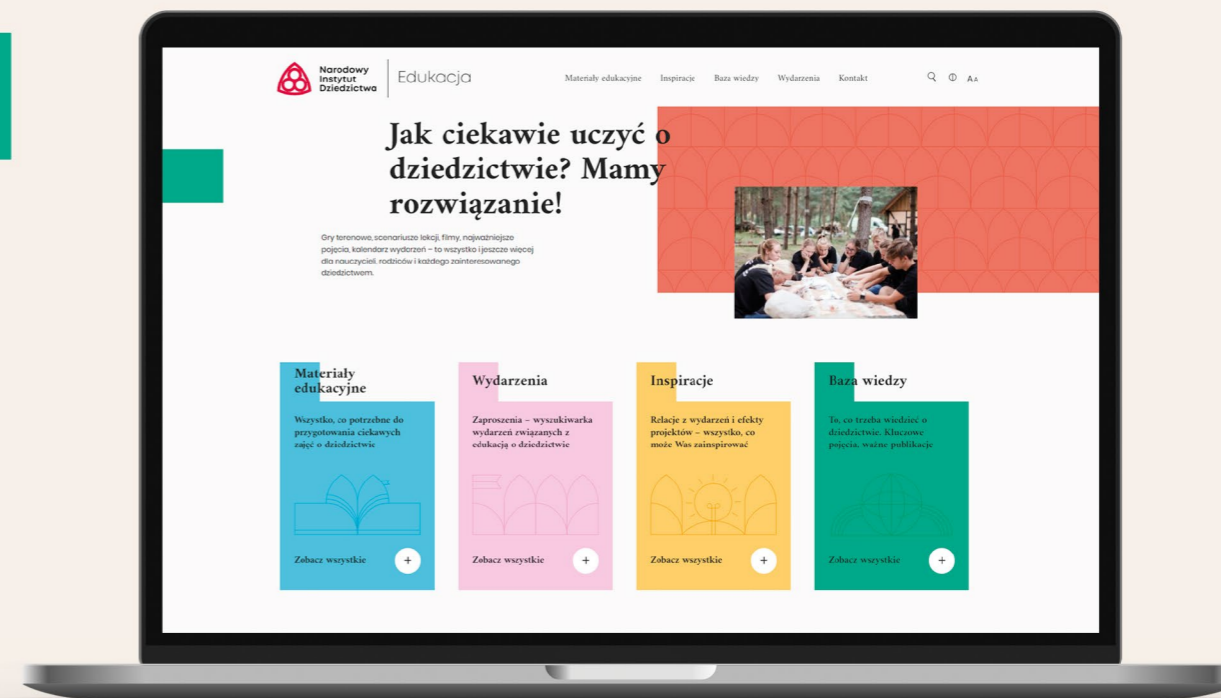 Narodowy
Instytut
Dziedzictwa
Edukacja
Materiały edukacyjne Inspiracje Baza wiedzy Wydarzenia Kontakt
AA
Jak ciekawie uczyć o
dziedzictwie? Mamy
rozwiązanie!
Gry terenowe, scenariusze lekcji, filmy, najważniejsze
pojęcia, kalendarz wydarzeń – to wszystko i jeszcze więcej
dla nauczycieli, rodziców i każdego zainteresowanego
dziedzictwem.
Materiały
edukacyjne
Wszystko, co potrzebne do
przygotowania ciekawych
zajęć o dziedzictwie
Zobacz wszystkie
Wydarzenia
Zaproszenia – wyszukiwarka
wydarzeń związanych z
edukacją o dziedzictwie
Zobacz wszystkie
Inspiracje
Relacje z wydarzeń i efekty
projektów – wszystko, co
może Was zainspirować
Zobacz wszystkie
Baza wiedzy
To, co trzeba wiedzieć o
dziedzictwie. Kluczowe
pojęcia, ważne publikacje
Zobacz wszystkie